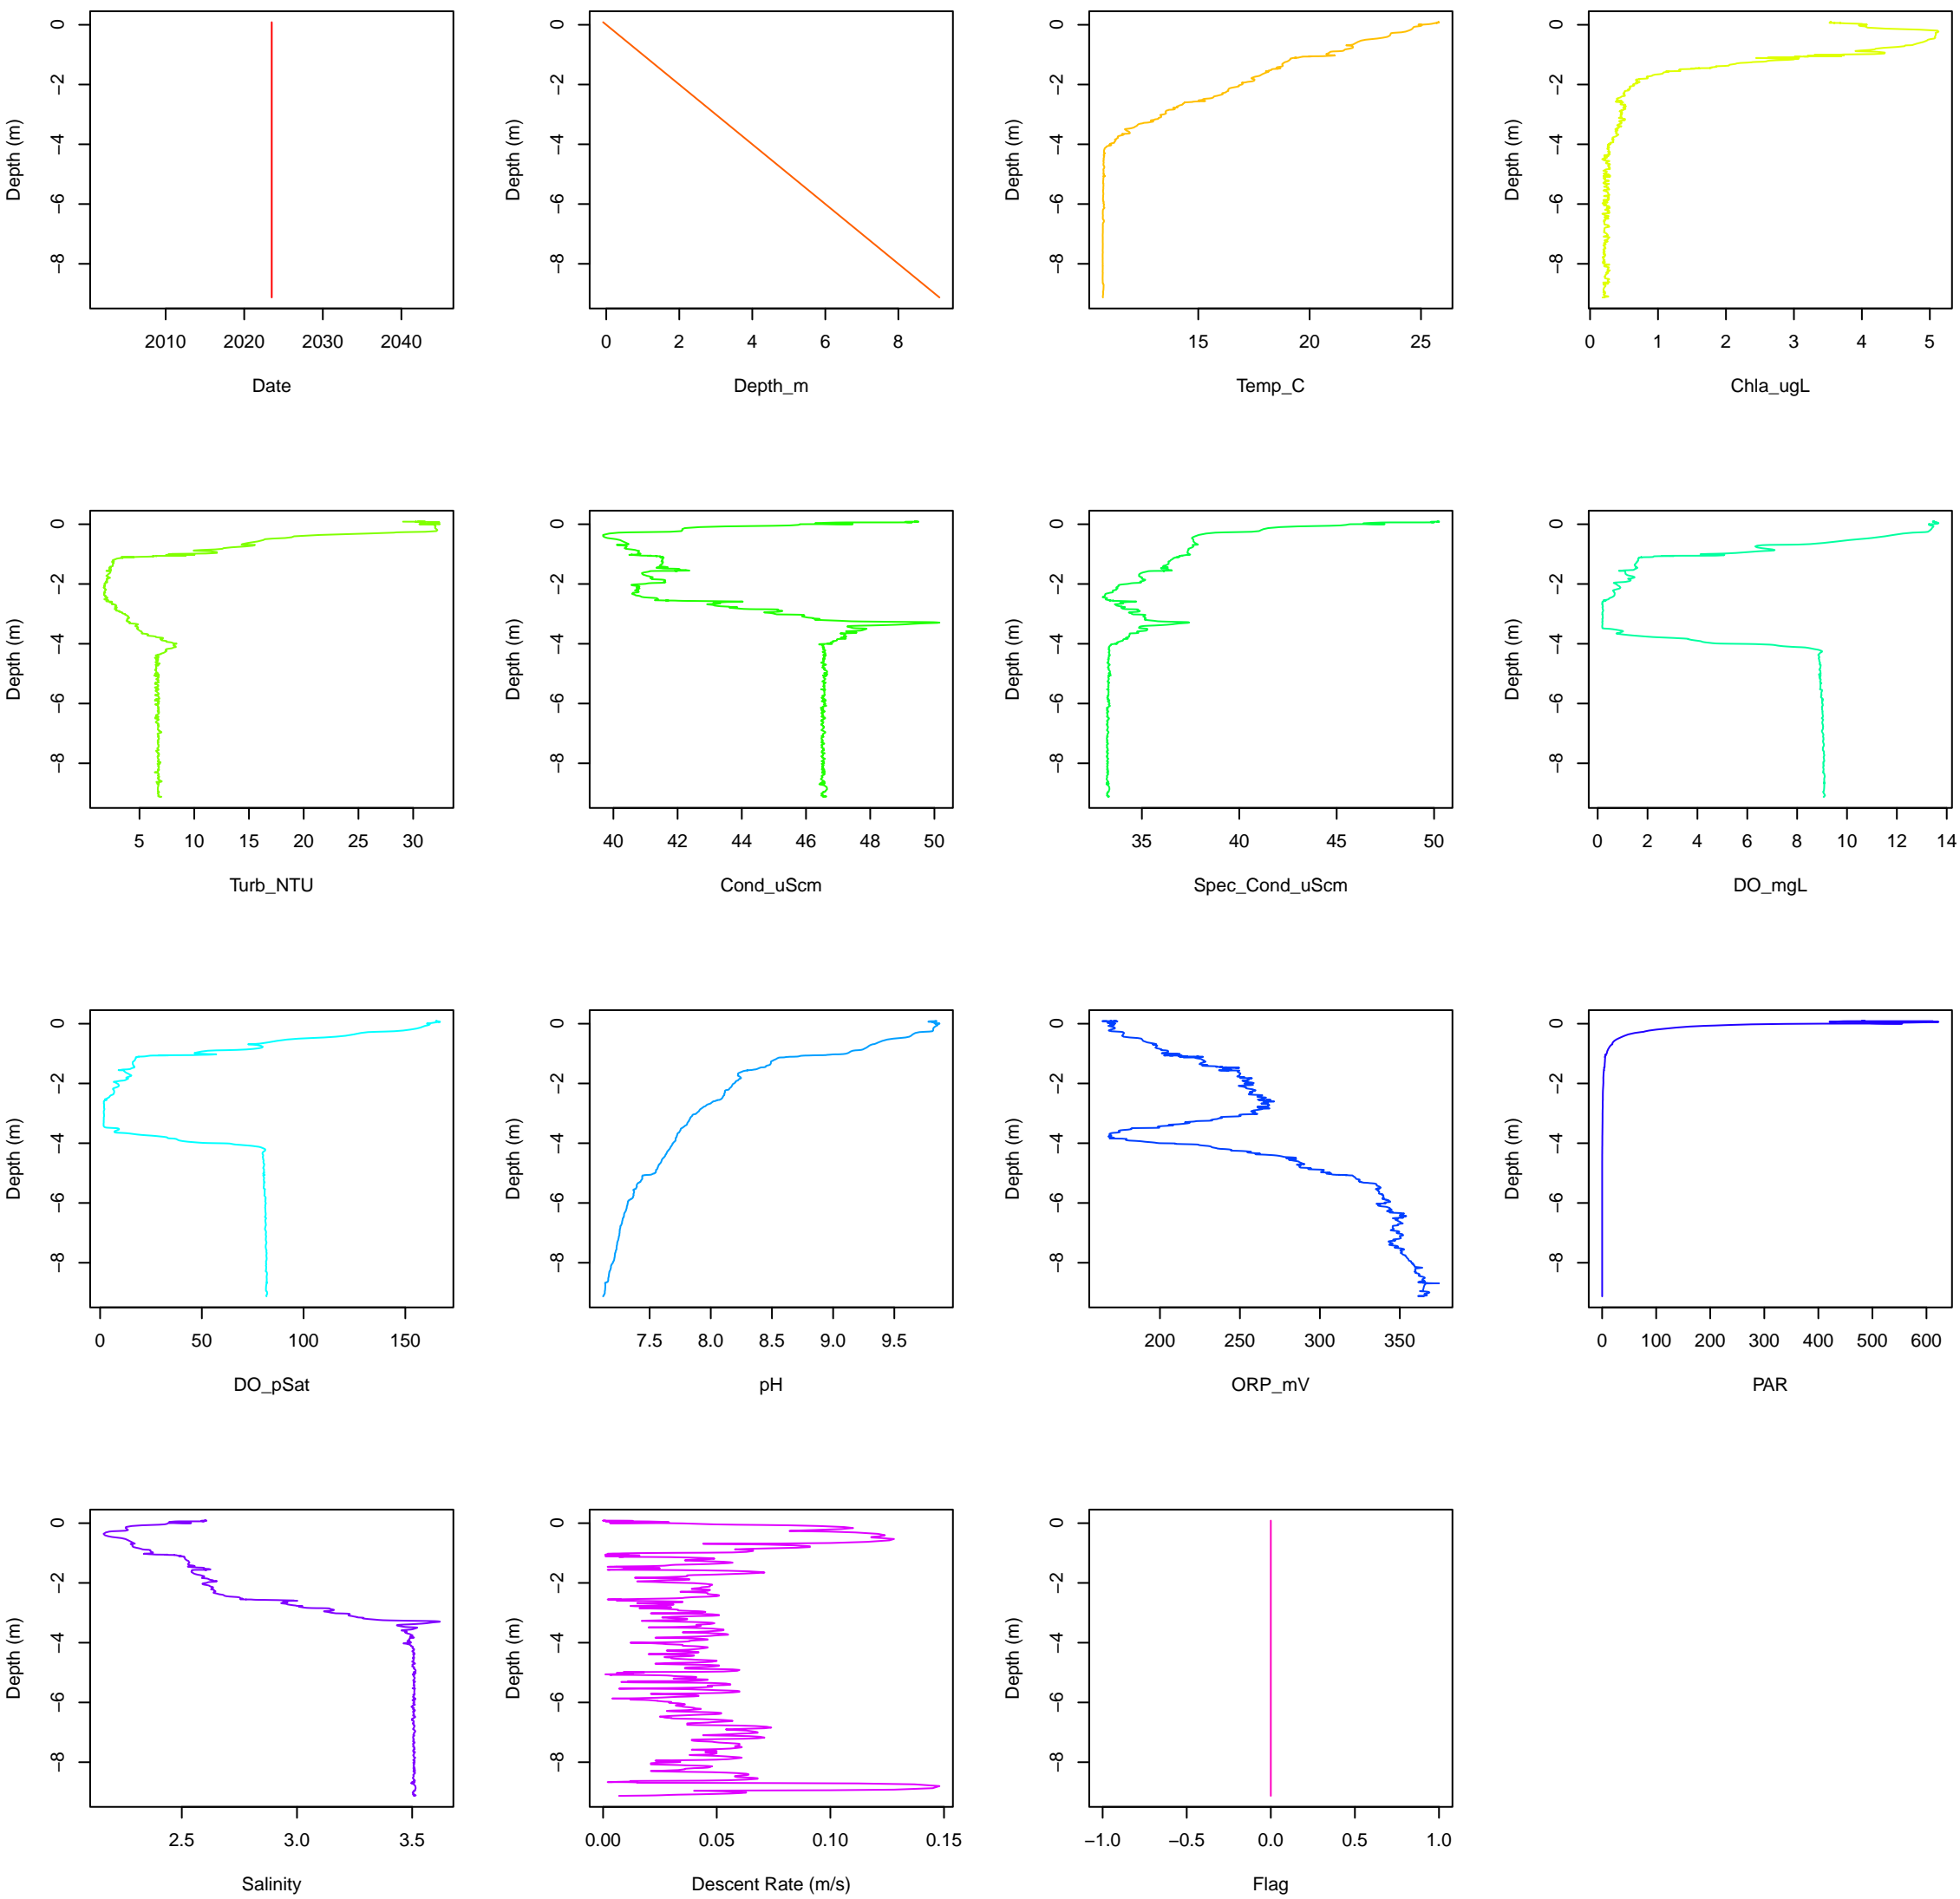 0 0 0 0
−2 −2 −2 −2
Depth (m) Depth (m) Depth (m) Depth (m)
−4 −4 −4 −4
−6 −6 −6 −6
−8 −8 −8 −8
2010 2020 2030 2040 0 2 4 6 8 15 20 25 0 1 2 3 4 5
Date Depth_m Temp_C Chla_ugL
0 0 0 0
−2 −2 −2 −2
Depth (m) Depth (m) Depth (m) Depth (m)
−4 −4 −4 −4
−6 −6 −6 −6
−8 −8 −8 −8
5 10 15 20 25 30 40 42 44 46 48 50 35 40 45 50 0 2 4 6 8 10 12 14
Turb_NTU Cond_uScm Spec_Cond_uScm DO_mgL
0 0 0 0
−2 −2 −2 −2
Depth (m) Depth (m) Depth (m) Depth (m)
−4 −4 −4 −4
−6 −6 −6 −6
−8 −8 −8 −8
0 50 100 150 7.5 8.0 8.5 9.0 9.5 200 250 300 350 0 100 200 300 400 500 600
DO_pSat pH ORP_mV PAR
0 0 0
−2 −2 −2
Depth (m) Depth (m) Depth (m)
−4 −4 −4
−6 −6 −6
−8 −8 −8
2.5 3.0 3.5 0.00 0.05 0.10 0.15 −1.0 −0.5 0.0 0.5 1.0
Salinity Descent Rate (m/s) Flag